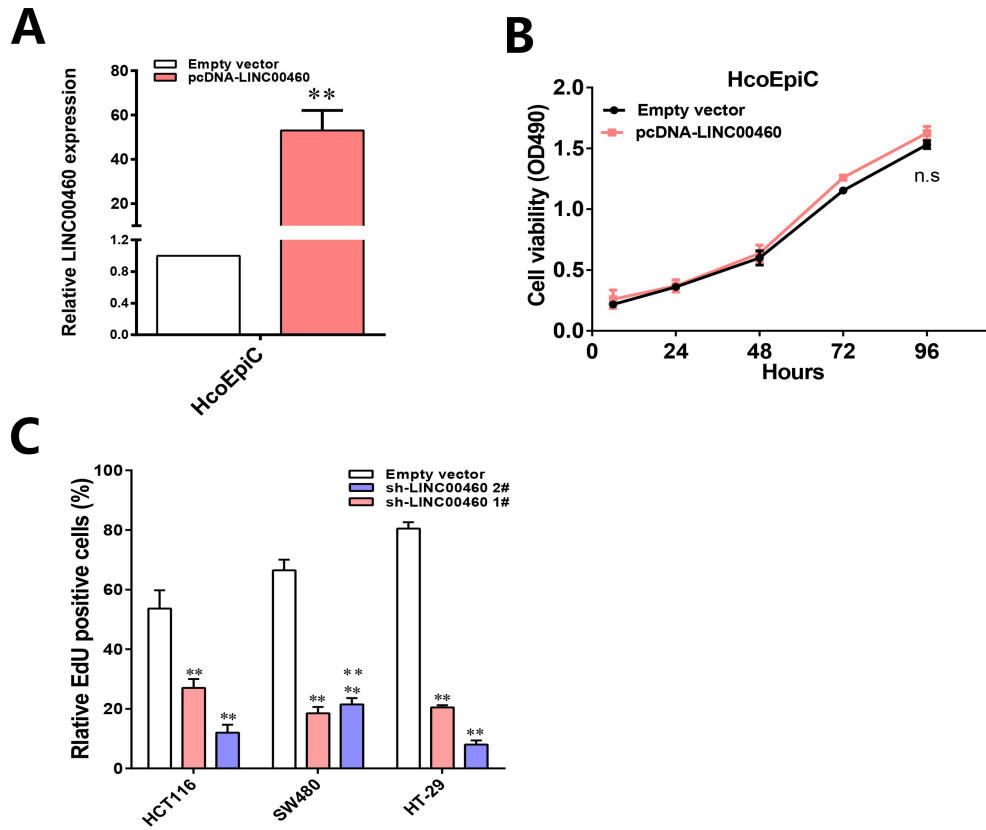 A
Empty vector
pcDNA-LINC00460
Relative LINC00460 expression
80
60
40
20
1.2
0.8
0.4
0.0
**
HcoEpiC
B
HcoEpiC
Empty vector
pcDNA-LINC00460
Cell viability (OD490)
2.0
1.5
1.0
0.5
0.0
n.s
0 24 48 72 96
Hours
C
Empty vector
sh-LINC00460 2#
sh-LINC00460 1#
Rlative EdU positive cells (%)
100
80
60
40
20
0
** ** ** ** ** ** **
HCT116 SW480 HT-29